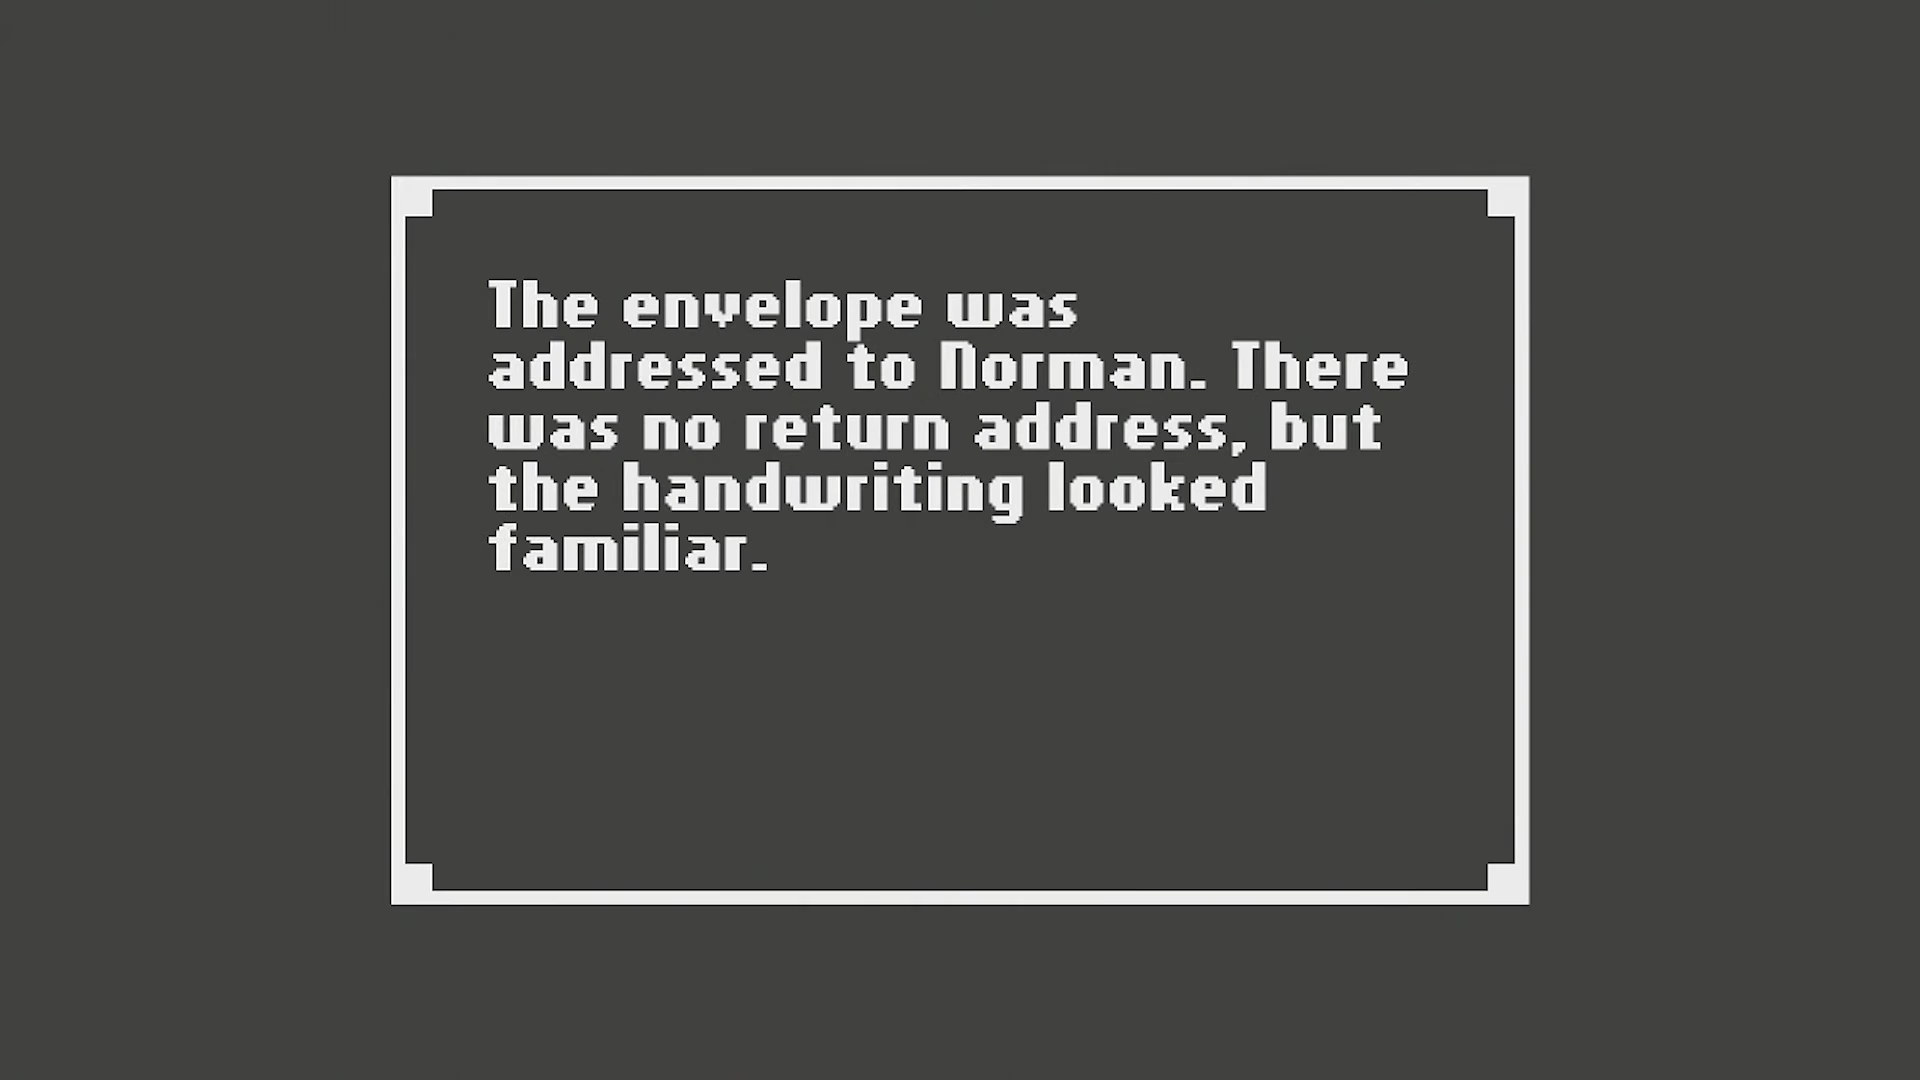 The envelope was
addressed to Norman. There
was no return address, but
the handwriting looked
familiar.